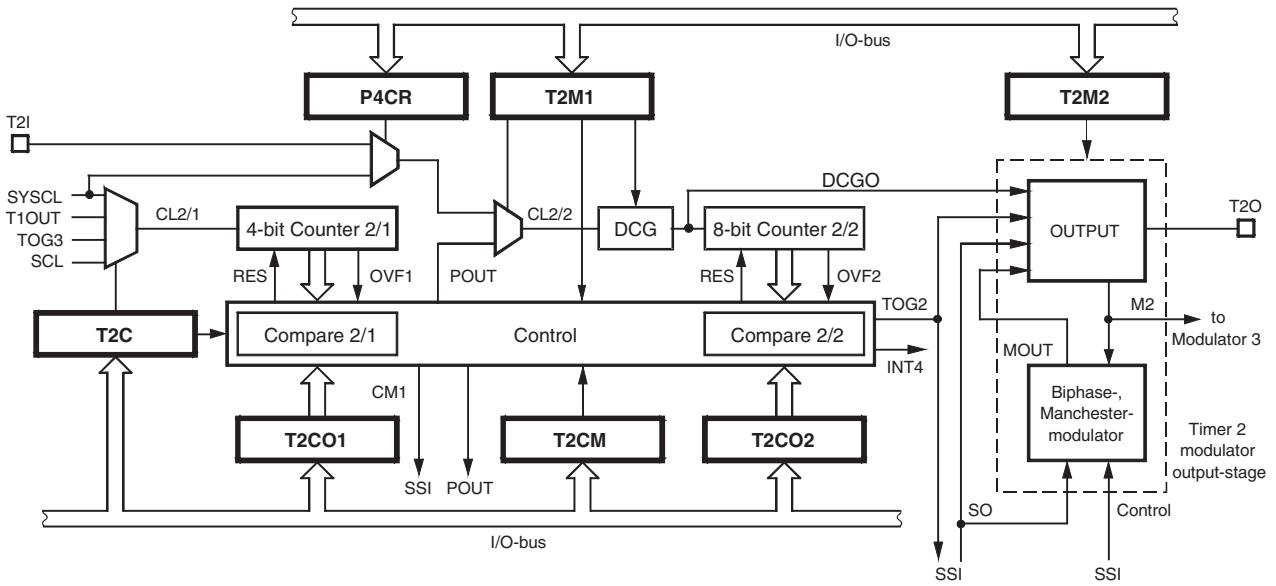 I/O-bus
P4CR
T2M1
T2M2
T2I
SYSCL
T1OUT
TOG3
SCL
CL2/1
4-bit Counter 2/1
CL2/2
DCG
8-bit Counter 2/2
DCGO
OUTPUT
T2O
RES
OVF1
POUT
RES
OVF2
TOG2
M2
to
Modulator 3
T2C
Compare 2/1
Control
Compare 2/2
INT4
MOUT
CM1
Biphase-,
Manchester-
modulator
Timer 2
modulator
output-stage
T2CO1
T2CM
T2CO2
SSI
POUT
SO
Control
I/O-bus
SSI
SSI